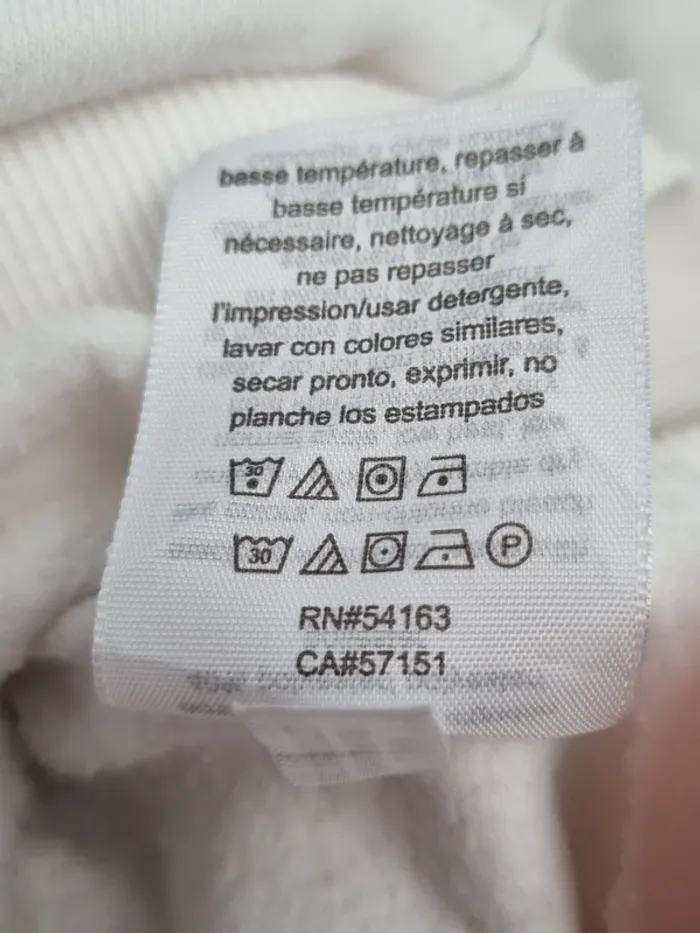 basse température, repasser à
basse température si
nécessaire, nettoyage à sec,
ne pas repasser
l'impression/usar detergente,
lavar con colores similares,
secar pronto, exprimir, no
planche los estampados
30
30 P
RN#54163
CA#57151